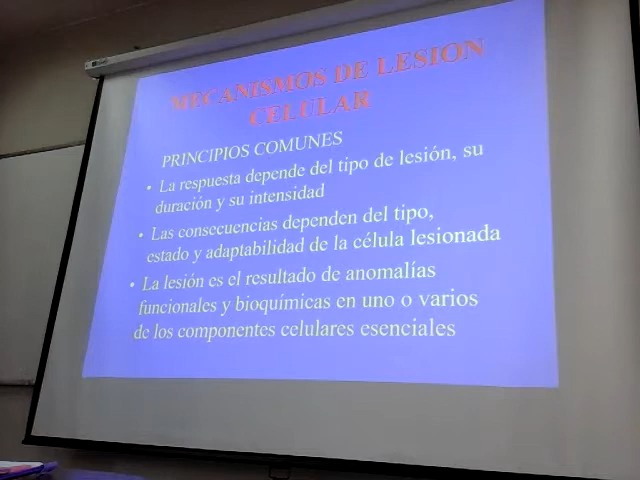 MECANISMOS DE LESION
CELULAR
PRINCIPIOS COMUNES
• La respuesta depende del tipo de lesión, su
duración y su intensidad
• Las consecuencias dependen del tipo,
estado y adaptabilidad de la célula lesionada
• La lesión es el resultado de anomalías
funcionales y bioquímicas en uno o varios
de los componentes celulares esenciales